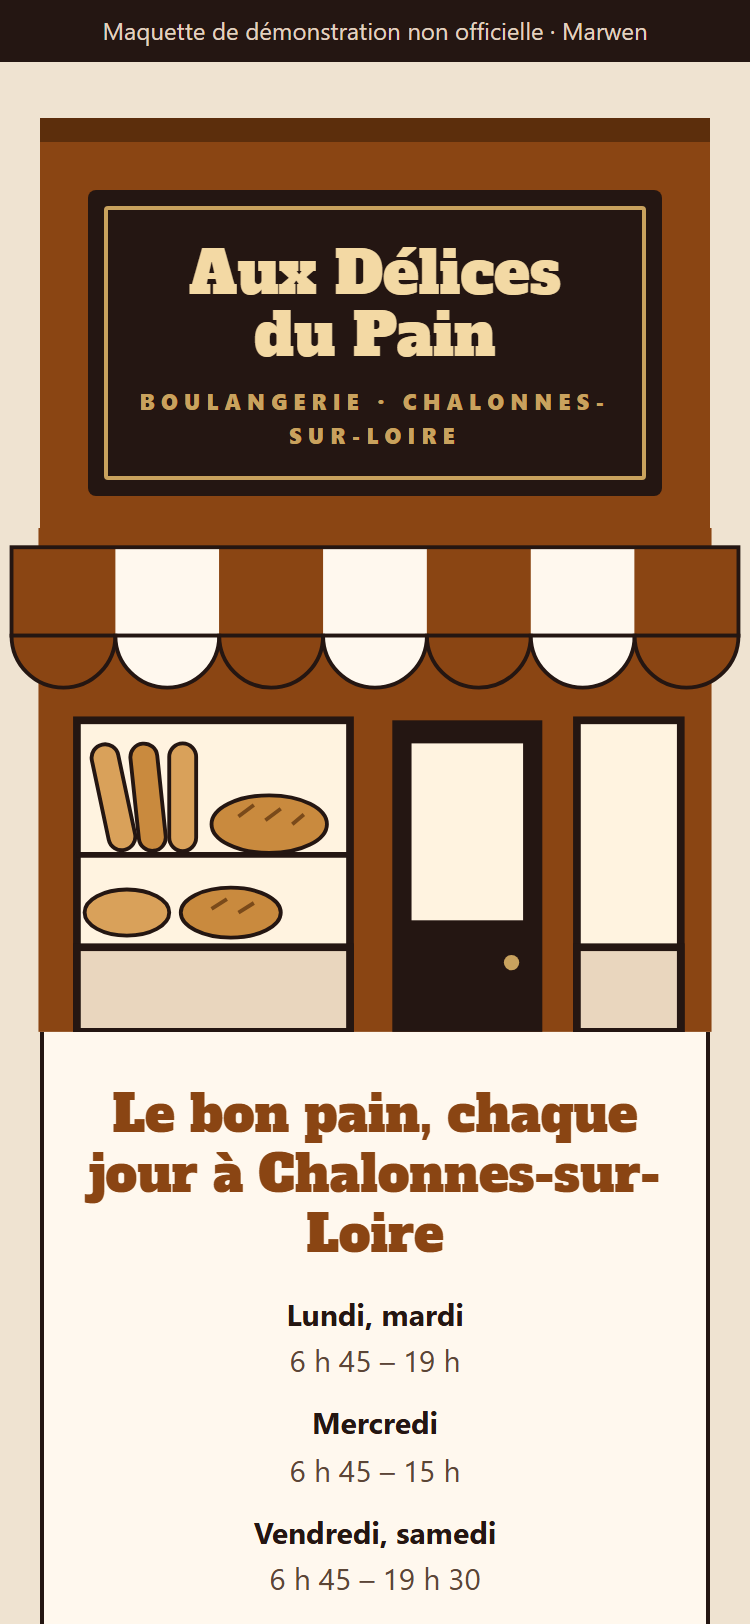 Maquette de démonstration non officielle · Marwen
Aux Délices
du Pain
BOULANGERIE · CHALONNES-
SUR-LOIRE
Le bon pain, chaque
jour à Chalonnes-sur-
Loire
Lundi, mardi
6 h 45 – 19 h
Mercredi
6 h 45 – 15 h
Vendredi, samedi
6 h 45 – 19 h 30